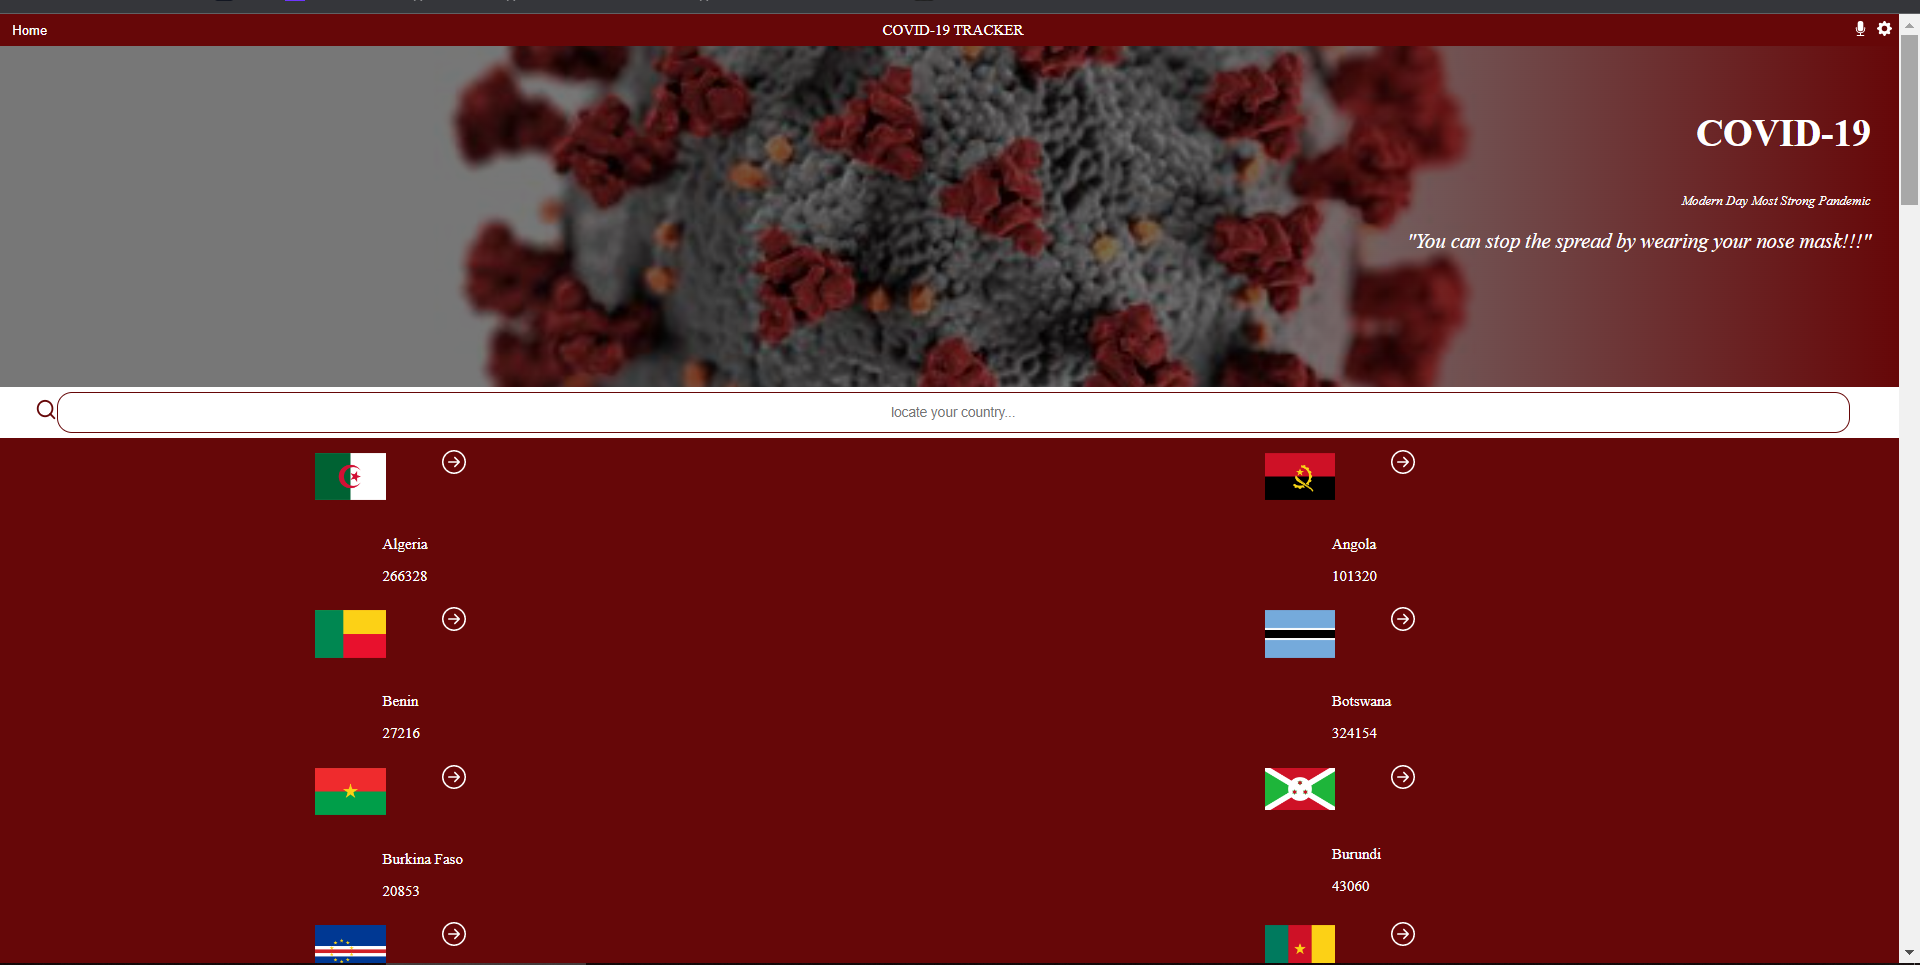 Home
COVID-19 TRACKER
COVID-19
Modern Day Most Strong Pandemic
"You can stop the spread by wearing your nose mask!!!"
locate your country...
Algeria
266328
Angola
101320
Benin
27216
Botswana
324154
Burkina Faso
20853
Burundi
43060